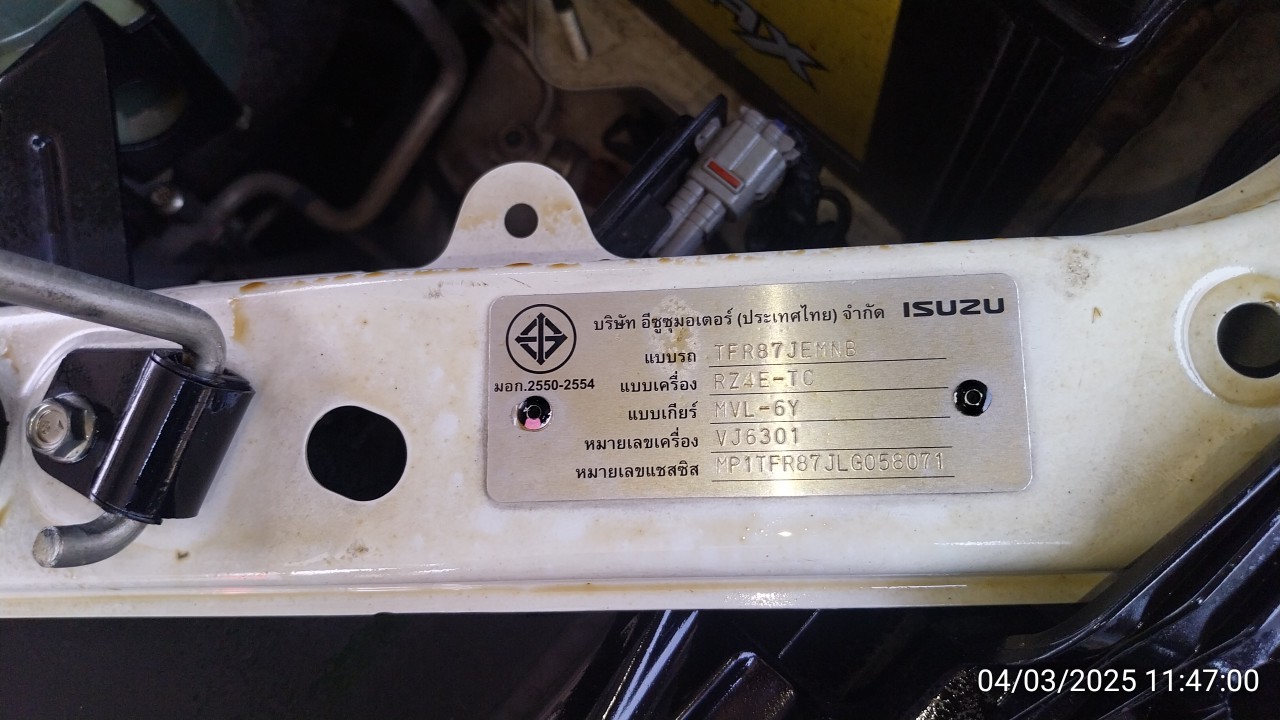 MAX
บริษัท อีซูซุมอเตอร์ (ประเทศไทย) จำกัด ISUZU
แบบรถ TFR87JEMNB
มอก.2550-2554
แบบเครื่อง RZ4E-TC
แบบเกียร์ MVL-6Y
หมายเลขเครื่อง VJ6301
หมายเลขแชสซิส MP1TFR87JLG058071
04/03/2025 11:47:00